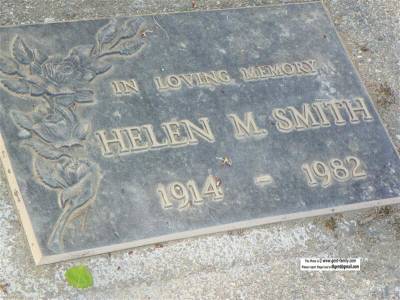 IN LOVING MEMORY
HELEN M. SMITH
1914 – 1982